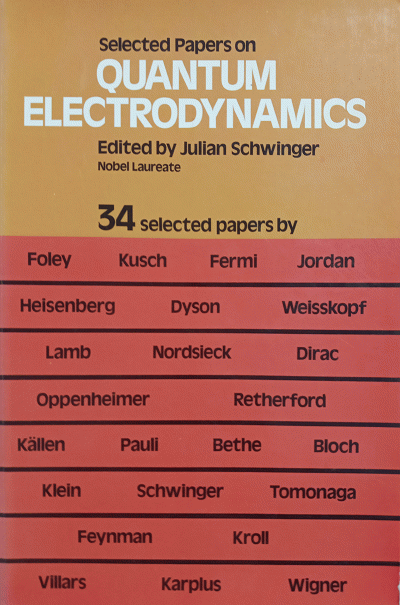 Selected Papers on
QUANTUM
ELECTRODYNAMICS
Edited by Julian Schwinger
Nobel Laureate
34 selected papers by
Foley Kusch Fermi Jordan
Heisenberg Dyson Weisskopf
Lamb Nordsieck Dirac
Oppenheimer Retherford
Källen Pauli Bethe Bloch
Klein Schwinger Tomonaga
Feynman Kroll
Villars Karplus Wigner